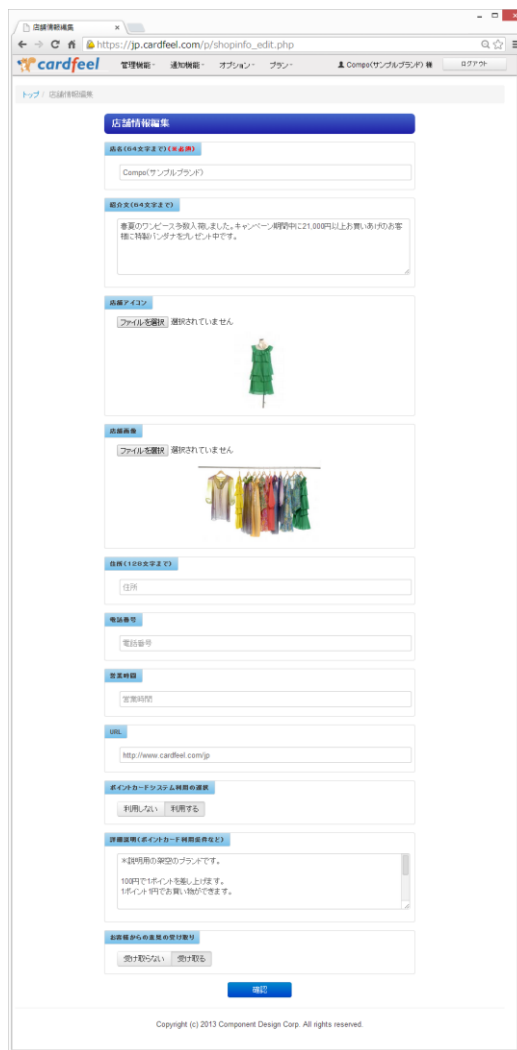 店舗情報編集
https://jp.cardfeel.com/p/shopinfo_edit.php
cardfeel 管理機能 通知機能 オプション プラン Compo(サンプルブランド) 様 ログアウト
トップ / 店舗情報編集
店舗情報編集
店名(64文字まで)(※必須)
Compo(サンプルブランド)
紹介文(64文字まで)
春夏のワンピース多数入荷しました。キャンペーン期間中に21,000円以上お買いあげのお客
様に特製バンダナをプレゼント中です。
店舗アイコン
ファイルを選択 選択されていません
店舗画像
ファイルを選択 選択されていません
住所(128文字まで)
住所
電話番号
電話番号
営業時間
営業時間
URL
http://www.cardfeel.com/jp
ポイントカードシステム利用の選択
利用しない 利用する
詳細説明(ポイントカード利用条件など)
※説明用の架空のブランドです。
100円で1ポイントを差し上げます。
1ポイント1円でお買い物ができます。
お客様からの意見の受け取り
受け取らない 受け取る
確認
Copyright (c) 2013 Component Design Corp. All rights reserved.